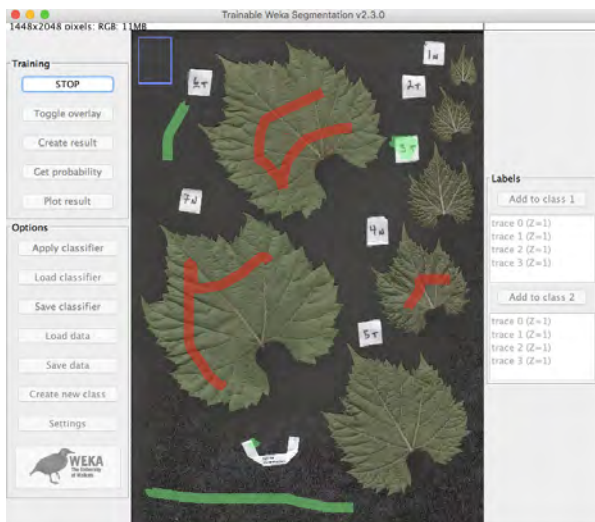 Trainable Weka Segmentation v2.3.0
1448x2048 pixels: RGB: 11MB
Training
STOP
Toggle overlay
Create result
Get probability
Plot result
Options
Apply classifier
Load classifier
Save classifier
Load data
Save data
Create new class
Settings
WEKA
The University
of Waikato
1N
2T
6T
3T
7N
4N
5T
Labels
Add to class 1
trace 0 (Z=1)
trace 1 (Z=1)
trace 2 (Z=1)
trace 3 (Z=1)
Add to class 2
trace 0 (Z=1)
trace 1 (Z=1)
trace 2 (Z=1)
trace 3 (Z=1)